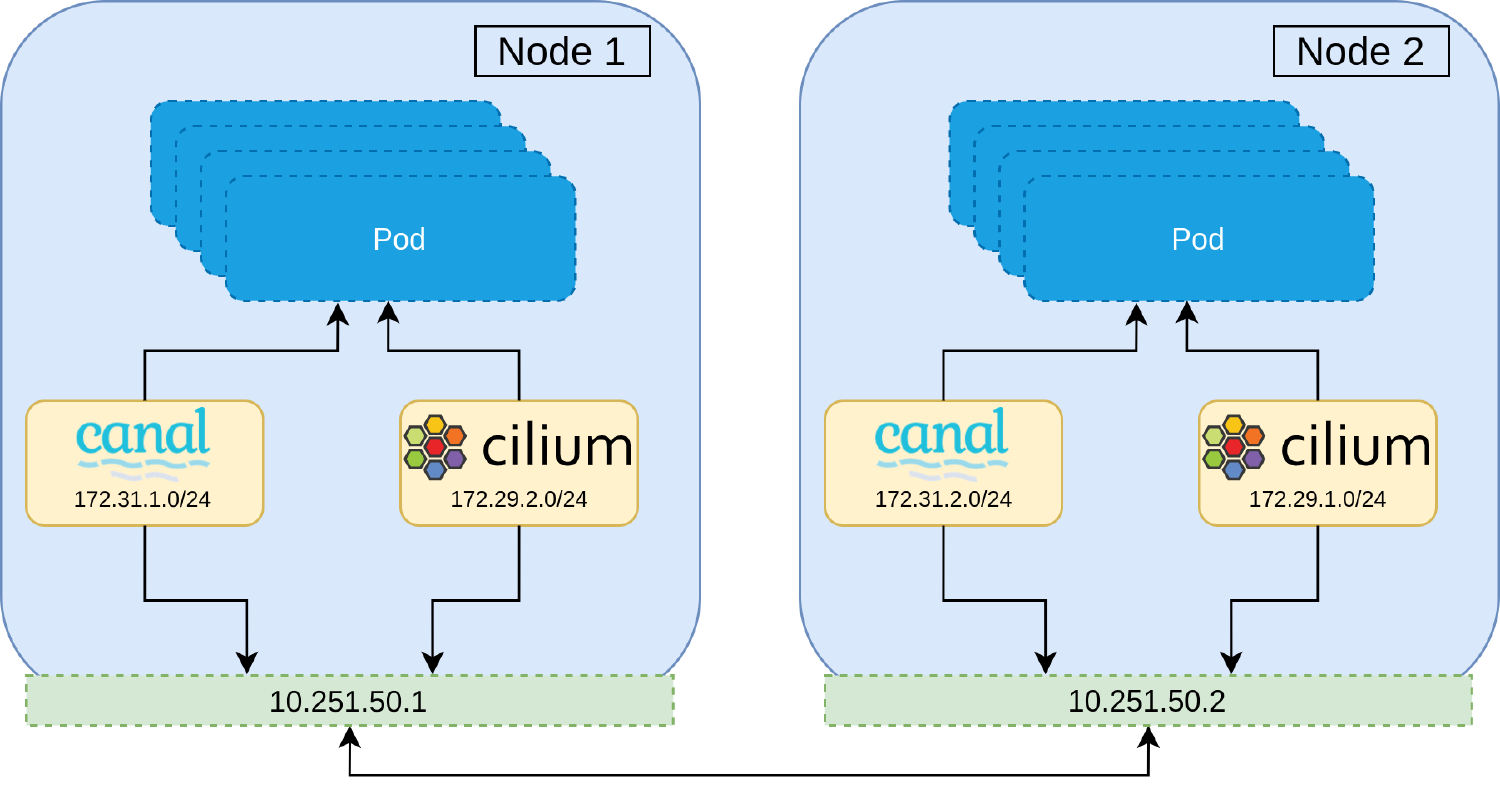 Node 1
Pod
canal
172.31.1.0/24
cilium
172.29.2.0/24
10.251.50.1
Node 2
Pod
canal
172.31.2.0/24
cilium
172.29.1.0/24
10.251.50.2